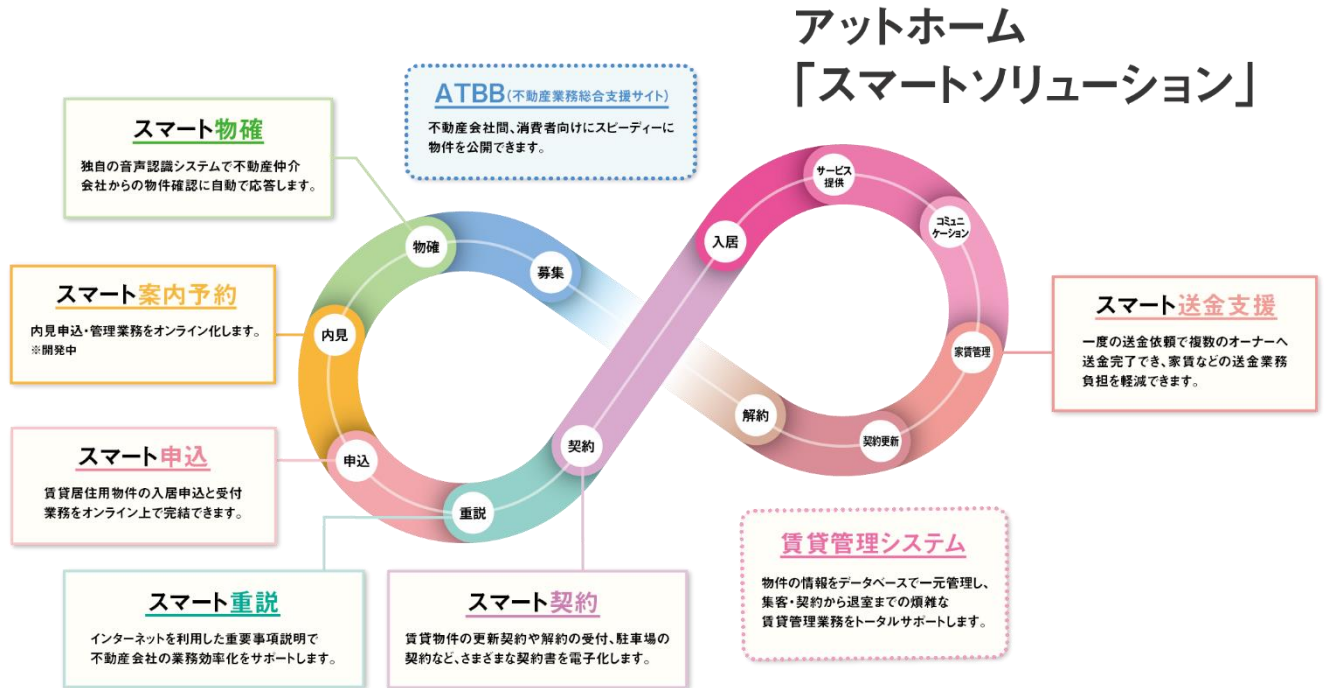 アットホーム
「スマートソリューション」
ATBB(不動産業務総合支援サイト)
不動産会社間、消費者向けにスピーディーに
物件を公開できます。
スマート物確
独自の音声認識システムで不動産仲介
会社からの物件確認に自動で応答します。
スマート案内予約
内見申込・管理業務をオンライン化します。
※開発中
スマート申込
賃貸居住用物件の入居申込と受付
業務をオンライン上で完結できます。
スマート重説
インターネットを利用した重要事項説明で
不動産会社の業務効率化をサポートします。
スマート契約
賃貸物件の更新契約や解約の受付、駐車場の
契約など、さまざまな契約書を電子化します。
募集
物確
内見
申込
重説
契約
入居
サービス
提供
コミュニ
ケーション
家賃管理
契約更新
解約
スマート送金支援
一度の送金依頼で複数のオーナーへ
送金完了でき、家賃などの送金業務
負担を軽減できます。
賃貸管理システム
物件の情報をデータベースで一元管理し、
集客・契約から退室までの煩雑な
賃貸管理業務をトータルサポートします。